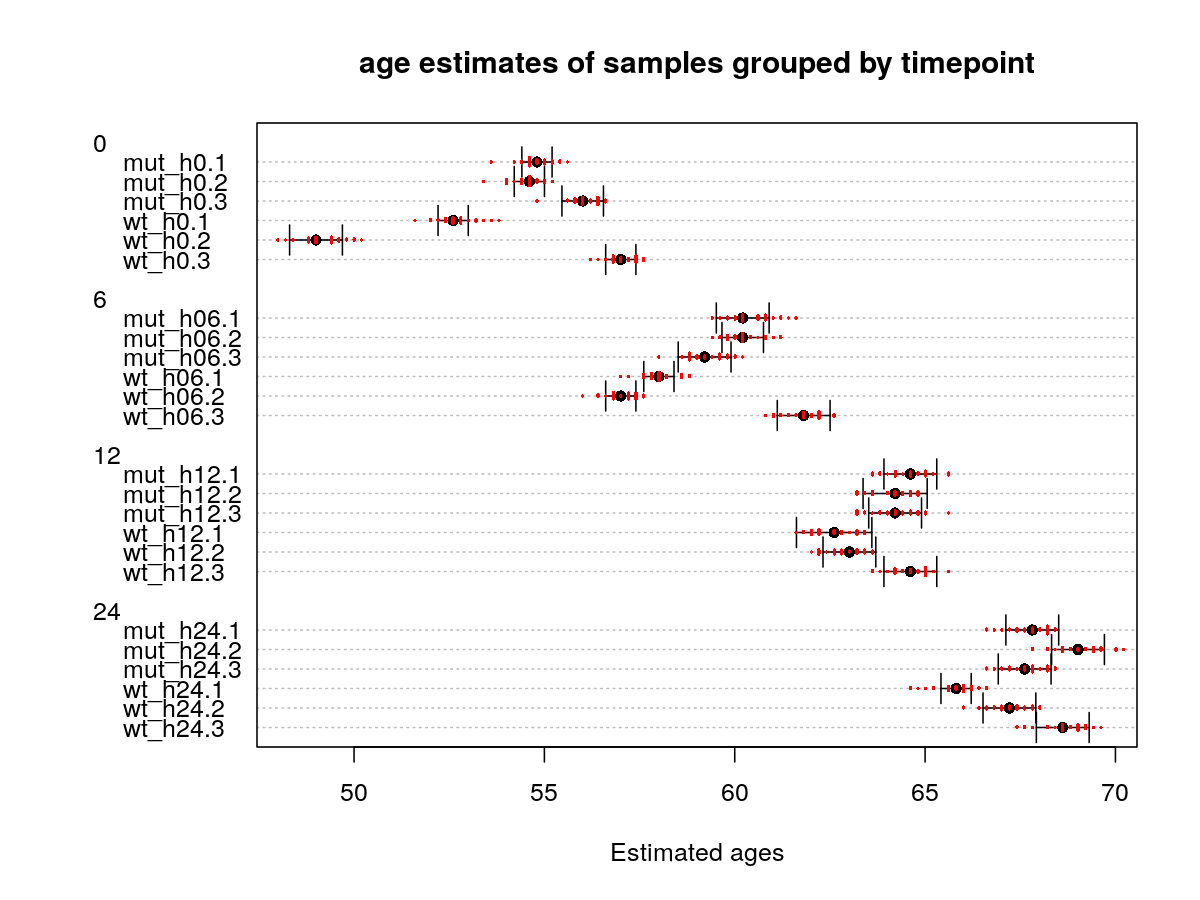 age estimates of samples grouped by timepoint
0
mut_h0.1
mut_h0.2
mut_h0.3
wt_h0.1
wt_h0.2
wt_h0.3
6
mut_h06.1
mut_h06.2
mut_h06.3
wt_h06.1
wt_h06.2
wt_h06.3
12
mut_h12.1
mut_h12.2
mut_h12.3
wt_h12.1
wt_h12.2
wt_h12.3
24
mut_h24.1
mut_h24.2
mut_h24.3
wt_h24.1
wt_h24.2
wt_h24.3
50 55 60 65 70
Estimated ages